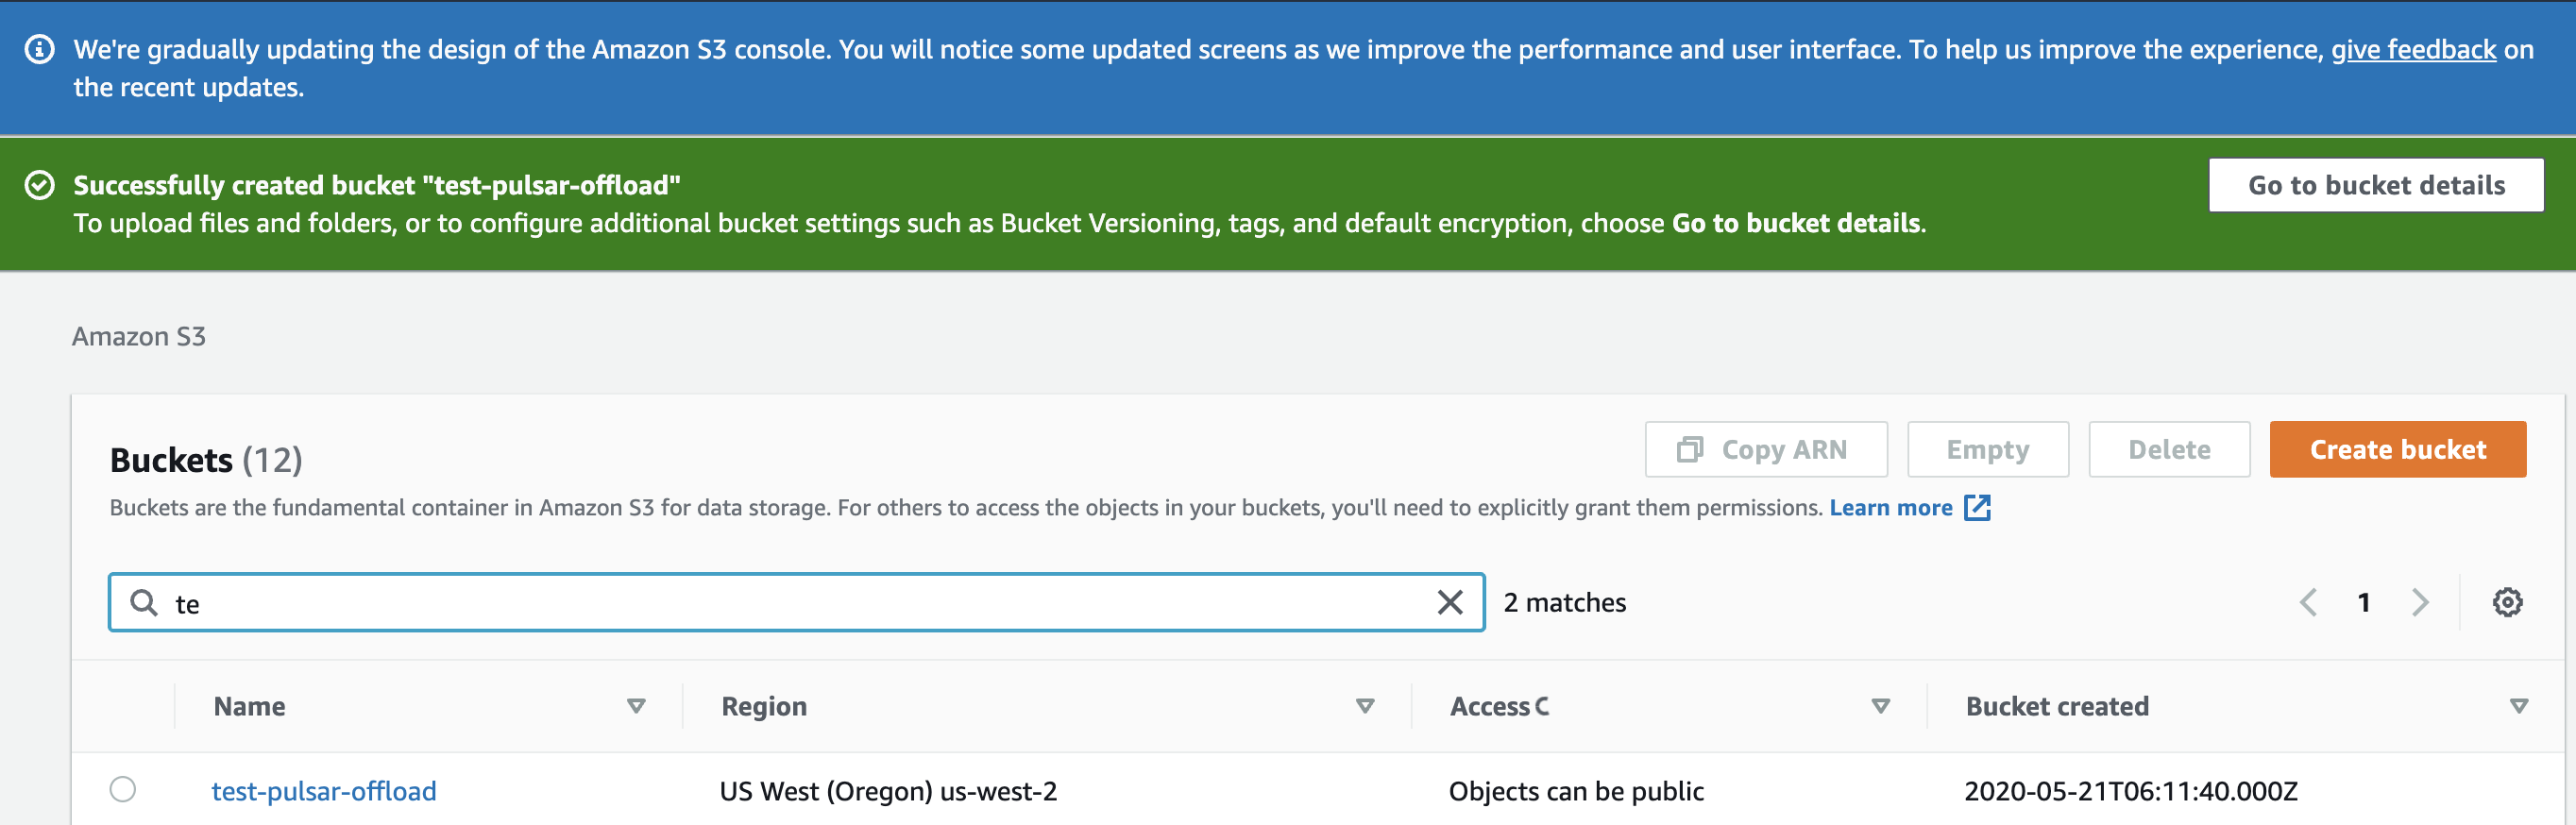 We're gradually updating the design of the Amazon S3 console. You will notice some updated screens as we improve the performance and user interface. To help us improve the experience, give feedback on
the recent updates.
Successfully created bucket "test-pulsar-offload"
Go to bucket details
To upload files and folders, or to configure additional bucket settings such as Bucket Versioning, tags, and default encryption, choose Go to bucket details.
Amazon S3
Buckets (12)
Copy ARN
Empty
Delete
Create bucket
Buckets are the fundamental container in Amazon S3 for data storage. For others to access the objects in your buckets, you'll need to explicitly grant them permissions. Learn more
te
2 matches
1
Name Region Access Bucket created
test-pulsar-offload US West (Oregon) us-west-2 Objects can be public 2020-05-21T06:11:40.000Z